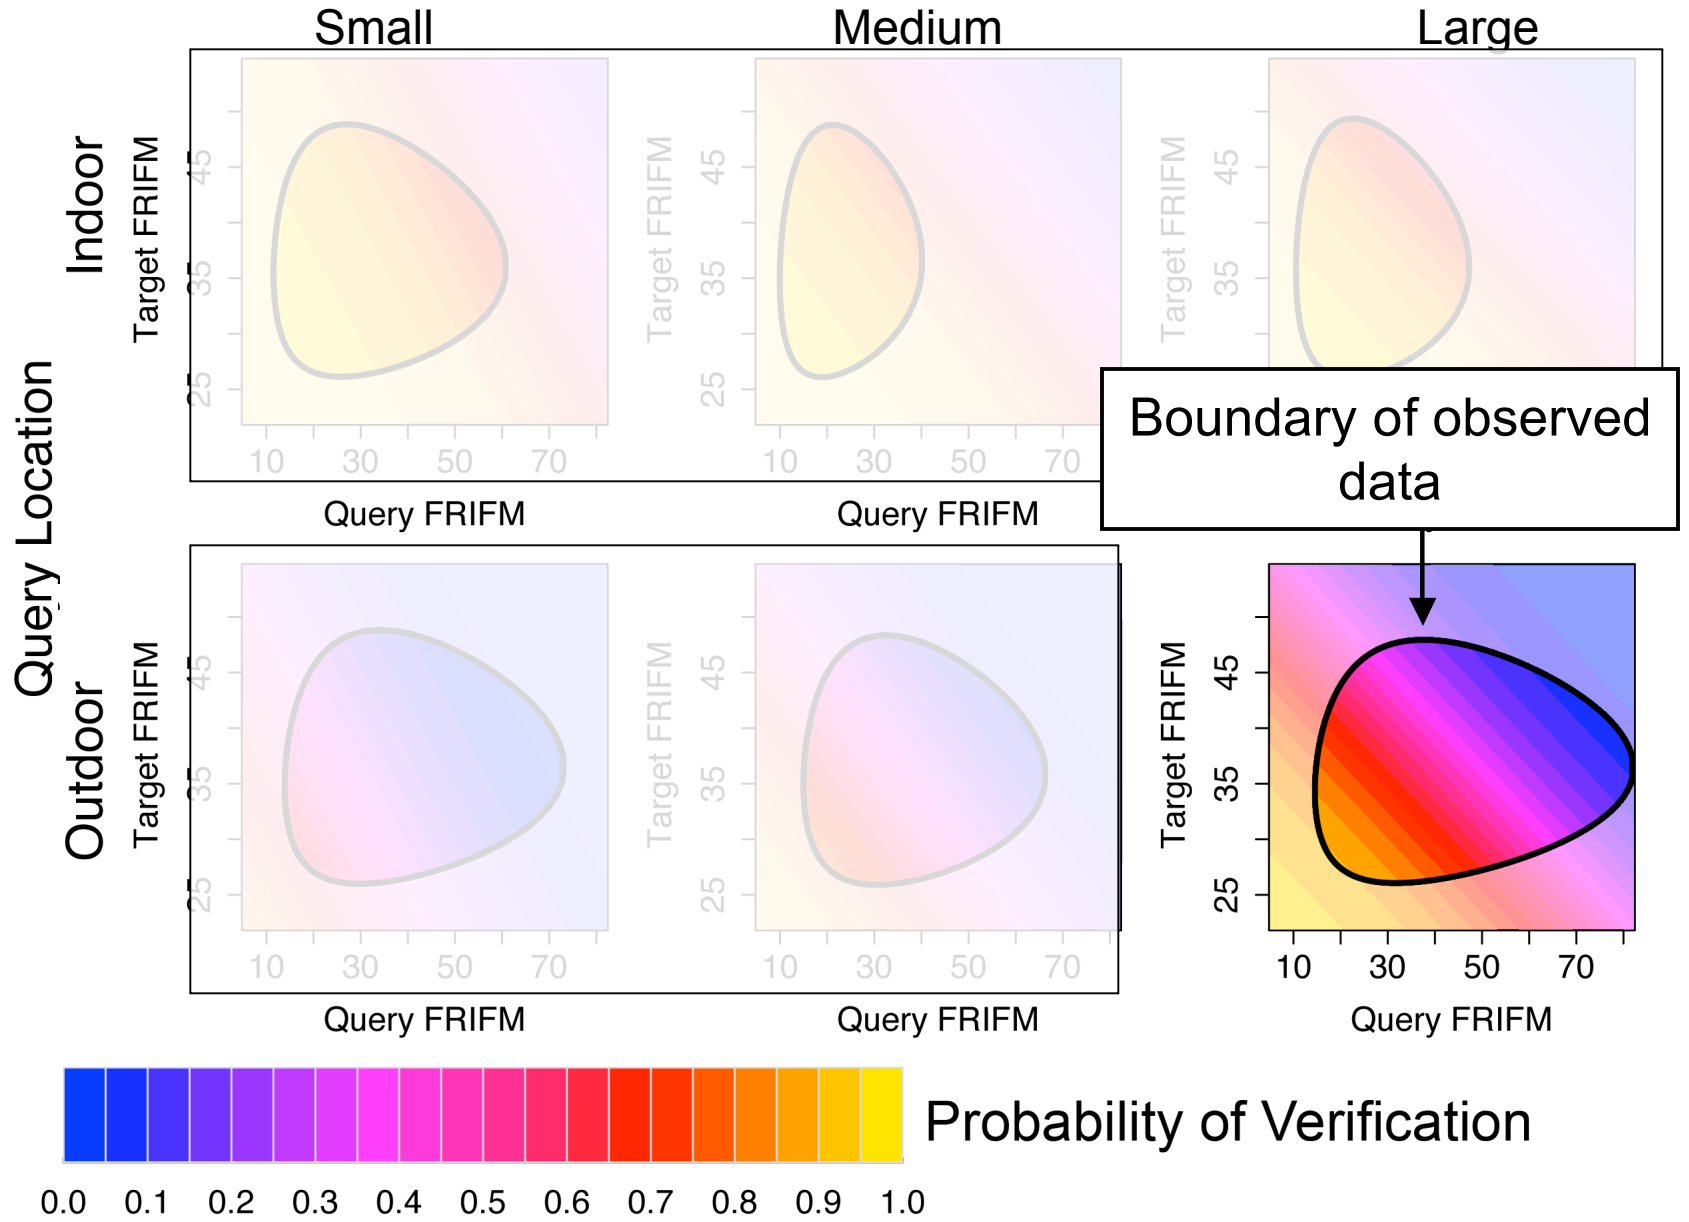 Small Medium Large
Query Location
Indoor
Target FRIFM
45
35
25
10 30 50 70
Query FRIFM
Target FRIFM
45
35
25
10 30 50 70
Query FRIFM
Target FRIFM
45
35
Boundary of observed
data
Outdoor
Target FRIFM
45
35
25
10 30 50 70
Query FRIFM
Target FRIFM
45
35
25
10 30 50 70
Query FRIFM
Target FRIFM
45
35
25
10 30 50 70
Query FRIFM
0.0 0.1 0.2 0.3 0.4 0.5 0.6 0.7 0.8 0.9 1.0
Probability of Verification